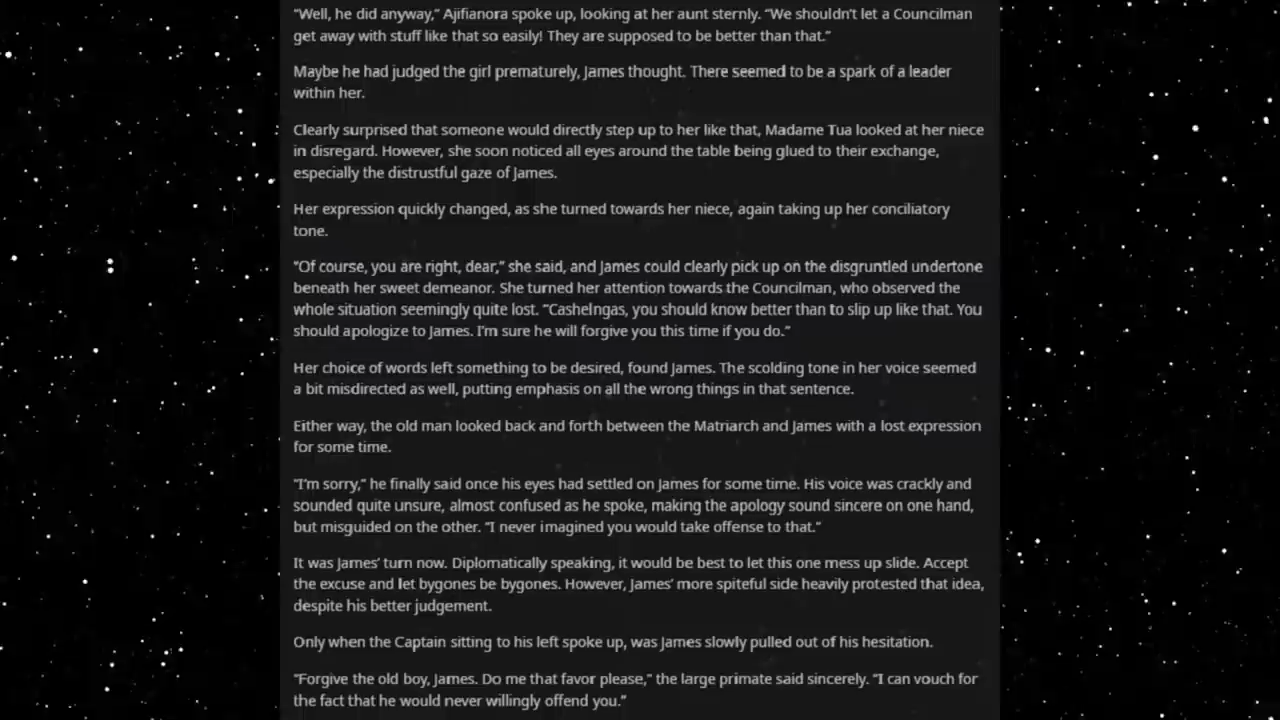 “Well, he did anyway,” Ajifianora spoke up, looking at her aunt sternly. “We shouldn’t let a Councilman
get away with stuff like that so easily! They are supposed to be better than that.”
Maybe he had judged the girl prematurely, James thought. There seemed to be a spark of a leader
within her.
Clearly surprised that someone would directly step up to her like that, Madame Tua looked at her niece
in disregard. However, she soon noticed all eyes around the table being glued to their exchange,
especially the distrustful gaze of James.
Her expression quickly changed, as she turned towards her niece, again taking up her conciliatory
tone.
“Of course, you are right, dear,” she said, and James could clearly pick up on the disgruntled undertone
beneath her sweet demeanor. She turned her attention towards the Councilman, who observed the
whole situation seemingly quite lost. “Cashelngas, you should know better than to slip up like that. You
should apologize to James. I’m sure he will forgive you this time if you do.”
Her choice of words left something to be desired, found James. The scolding tone in her voice seemed
a bit misdirected as well, putting emphasis on all the wrong things in that sentence.
Either way, the old man looked back and forth between the Matriarch and James with a lost expression
for some time.
“I’m sorry,” he finally said once his eyes had settled on James for some time. His voice was crackly and
sounded quite unsure, almost confused as he spoke, making the apology sound sincere on one hand,
but misguided on the other. “I never imagined you would take offense to that.”
It was James’ turn now. Diplomatically speaking, it would be best to let this one mess up slide. Accept
the excuse and let bygones be bygones. However, James’ more spiteful side heavily protested that idea,
despite his better judgement.
Only when the Captain sitting to his left spoke up, was James slowly pulled out of his hesitation.
“Forgive the old boy, James. Do me that favor please,” the large primate said sincerely. “I can vouch for
the fact that he would never willingly offend you.”